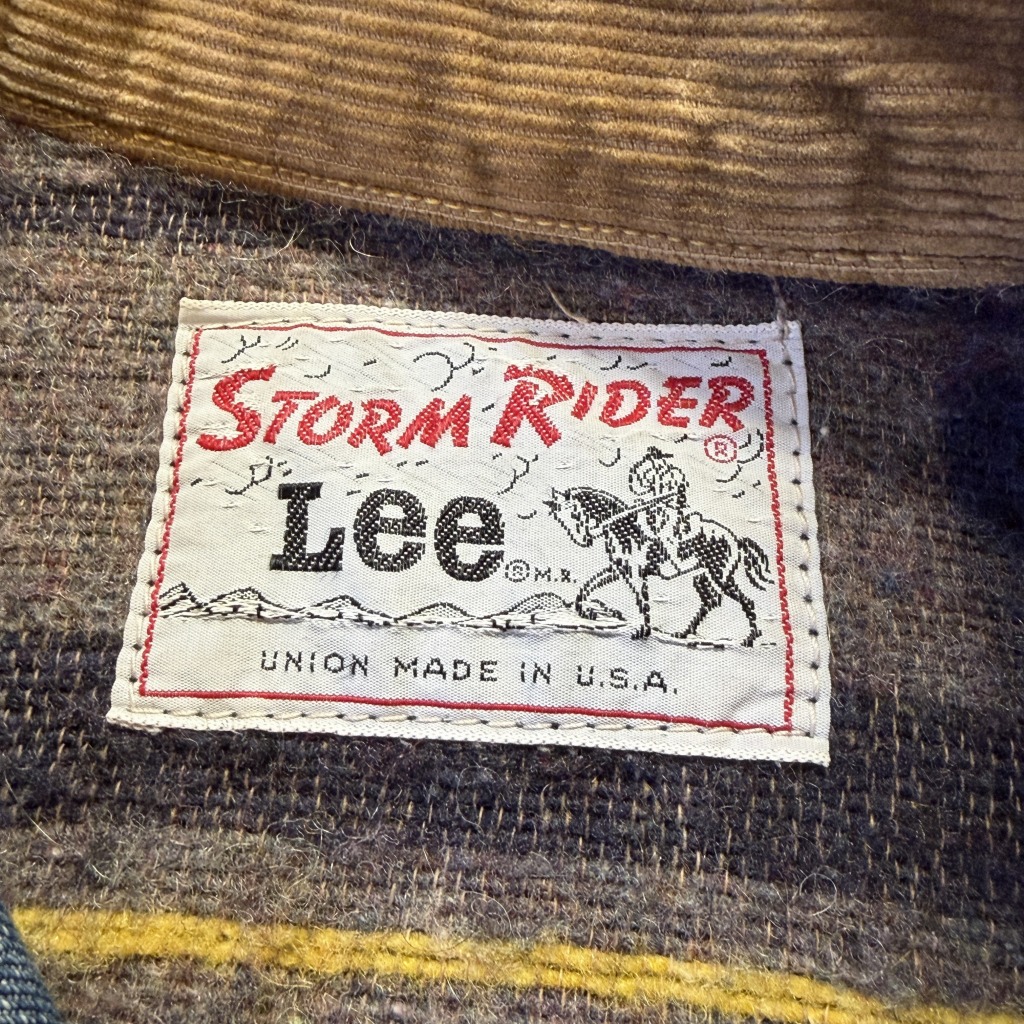 STORM RIDER ®
Lee ® M.R.
UNION MADE IN U.S.A.